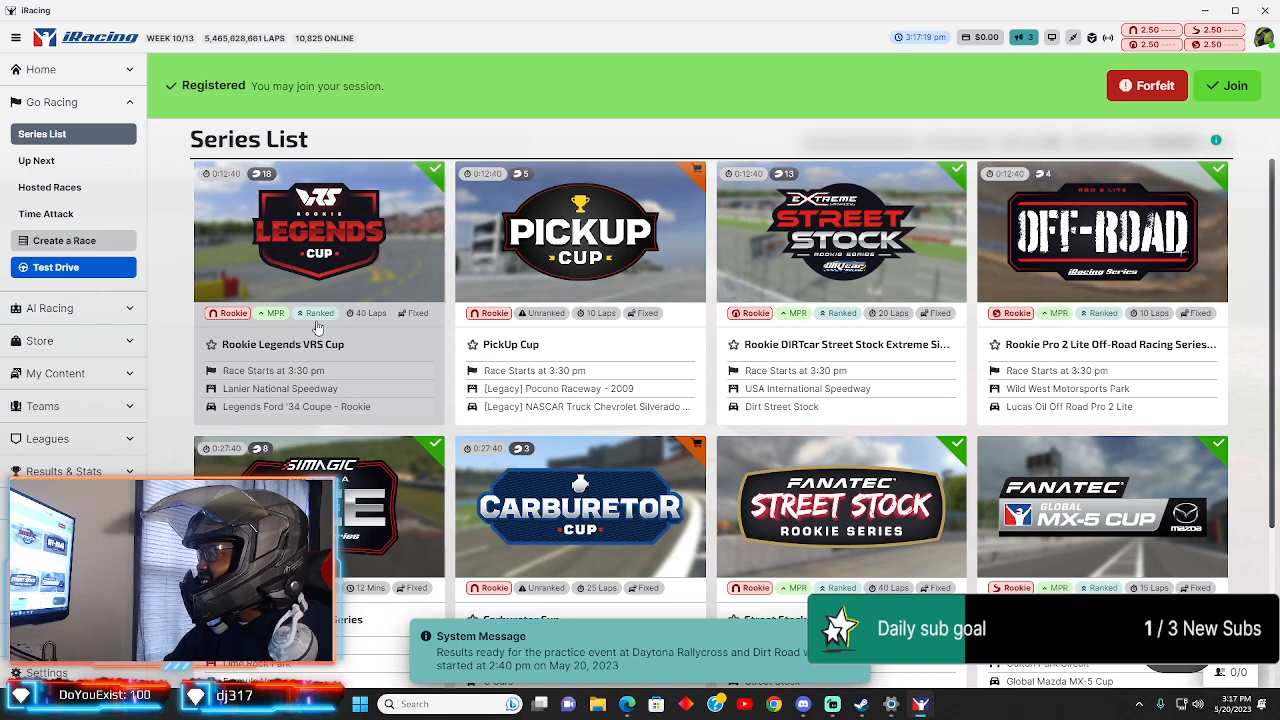 iRacing
iRacing WEEK 10/13 5,465,628,661 LAPS 10,825 ONLINE 3:17:19 pm $0.00 3 2.50 ---- 2.50 ----
2.50 ---- 2.50 ----
Home
Go Racing
Series List
Up Next
Hosted Races
Time Attack
Create a Race
Test Drive
AI Racing
Store
My Content
Teams
Leagues
Results & Stats
Settings
Registered You may join your session. Forfeit Join
Series List
0:12:40 18
VRS
ROOKIE
LEGENDS
CUP
Rookie MPR Ranked 40 Laps Fixed
Rookie Legends VRS Cup
Race Starts at 3:30 pm
Lanier National Speedway
Legends Ford '34 Coupe - Rookie
0:12:40 5
PICKUP
CUP
Rookie Unranked 10 Laps Fixed
PickUp Cup
Race Starts at 3:30 pm
[Legacy] Pocono Raceway - 2009
[Legacy] NASCAR Truck Chevrolet Silverado ...
0:12:40 13
EXTREME
STREET
STOCK
ROOKIE SERIES
DIRTcar
Rookie MPR Ranked 20 Laps Fixed
Rookie DIRTcar Street Stock Extreme Si...
Race Starts at 3:30 pm
USA International Speedway
Dirt Street Stock
0:12:40 4
PRO 2 LITE
OFF-ROAD
iRacing Series
Rookie MPR Ranked 10 Laps Fixed
Rookie Pro 2 Lite Off-Road Racing Series...
Race Starts at 3:30 pm
Wild West Motorsports Park
Lucas Oil Off Road Pro 2 Lite
0:27:40 8
SIMAGIC
12 Mins Fixed
0:27:40 3
CARBURETOR
CUP
Rookie Unranked 25 Laps Fixed
FANATEC
STREET STOCK
ROOKIE SERIES
Rookie MPR Ranked 40 Laps Fixed
FANATEC
GLOBAL
MX-5 CUP
mazda
Rookie MPR Ranked 15 Laps Fixed
Global Mazda MX-5 Cup
System Message
Results ready for the practice event at Daytona Rallycross and Dirt Road
started at 2:40 pm on May 20, 2023
Daily sub goal 1 / 3 New Subs
0/0
DoYouExist: 100 dj317
Search
3:17 PM
5/20/2023